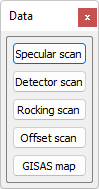 Data
Specular scan
Detector scan
Rocking scan
Offset scan
GISAS map